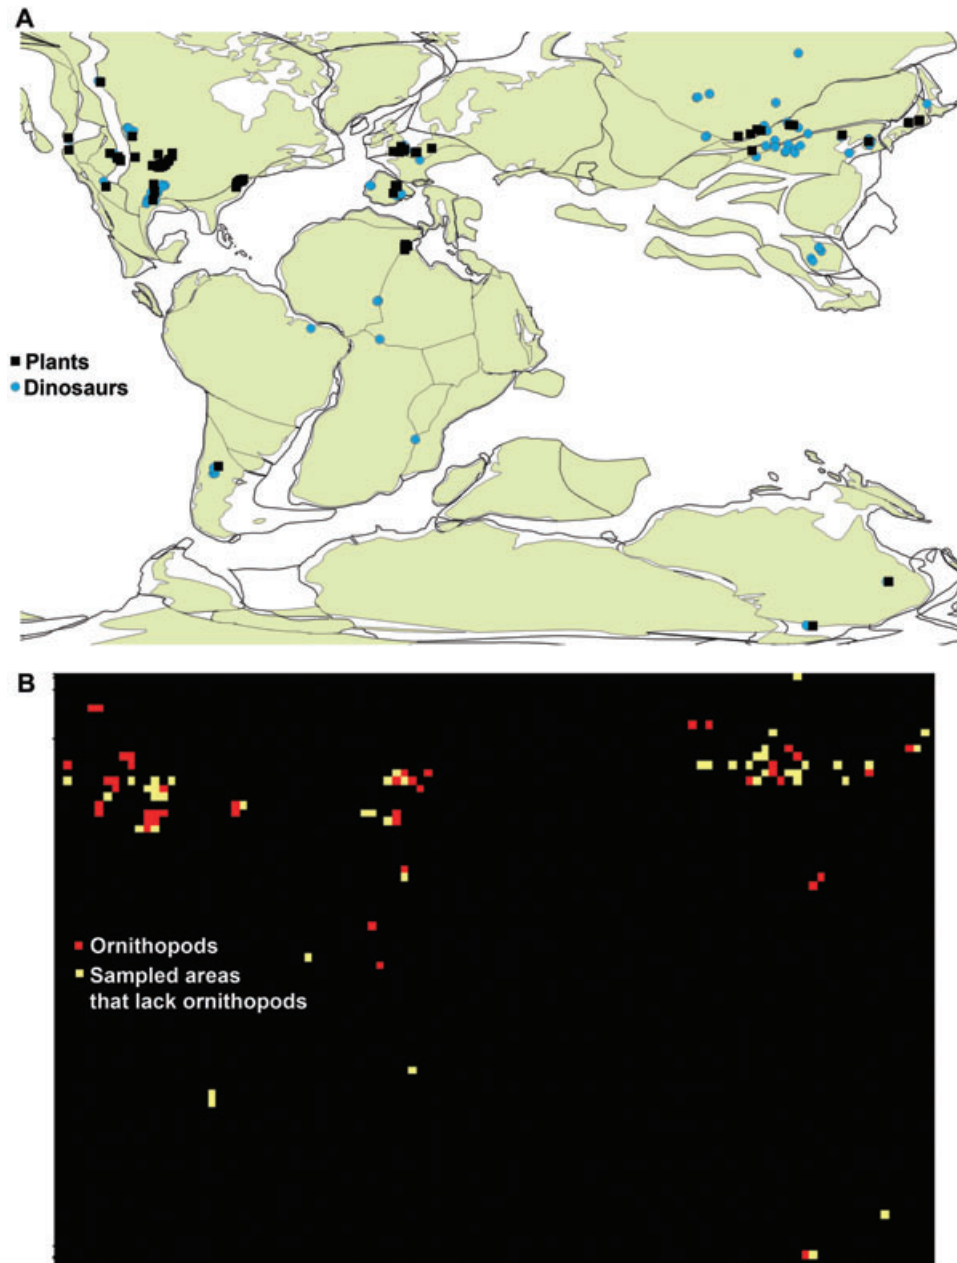 A
Plants
Dinosaurs
B
Ornithopods
Sampled areas
that lack ornithopods